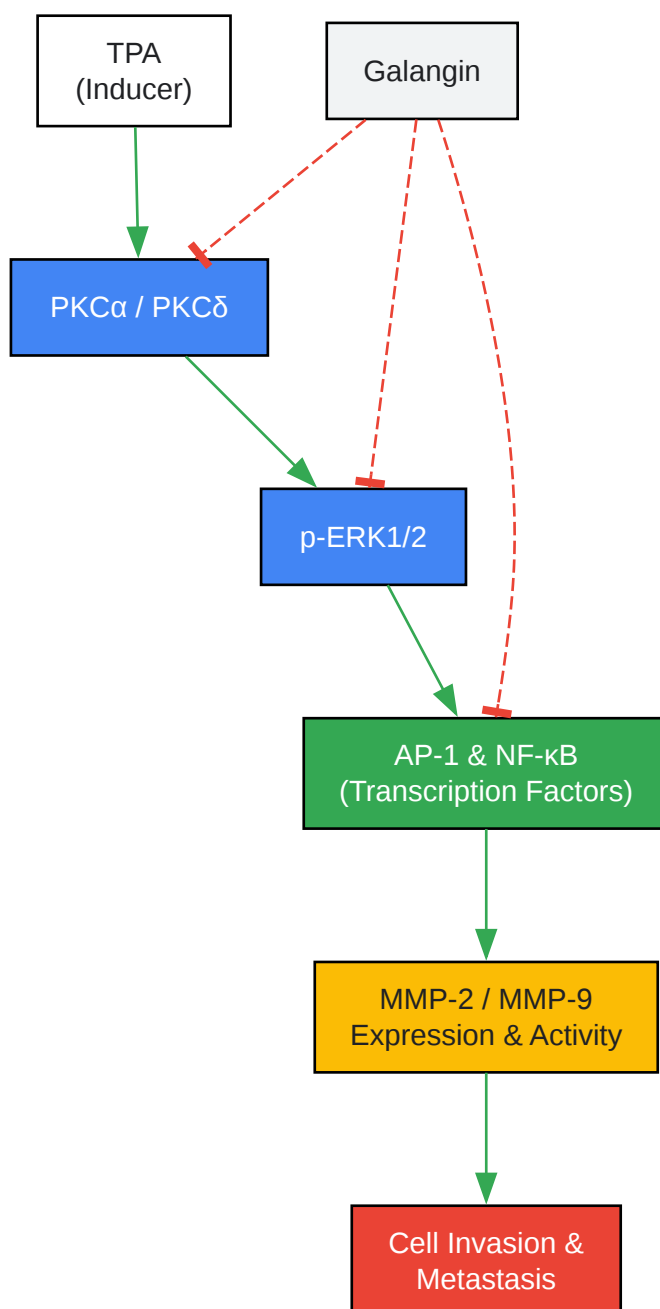 TPA
(Inducer)
Galangin
PKCα / PKCδ
p-ERK1/2
AP-1 & NF-κB
(Transcription Factors)
MMP-2 / MMP-9
Expression & Activity
Cell Invasion &
Metastasis